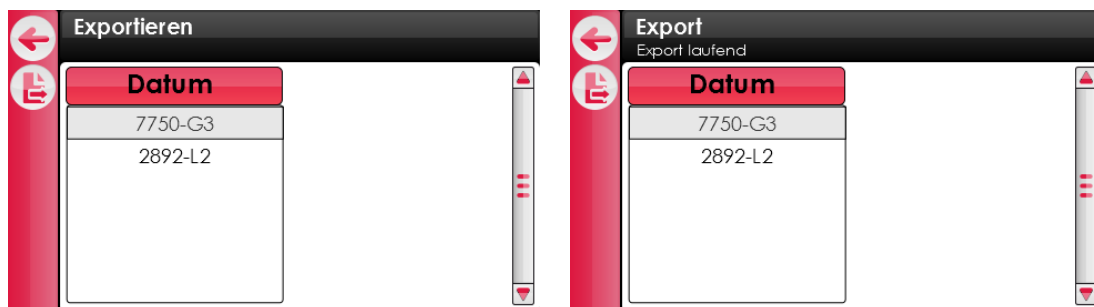 Exportieren
Datum
7750-G3
2892-L2
Export
Export laufend
Datum
7750-G3
2892-L2